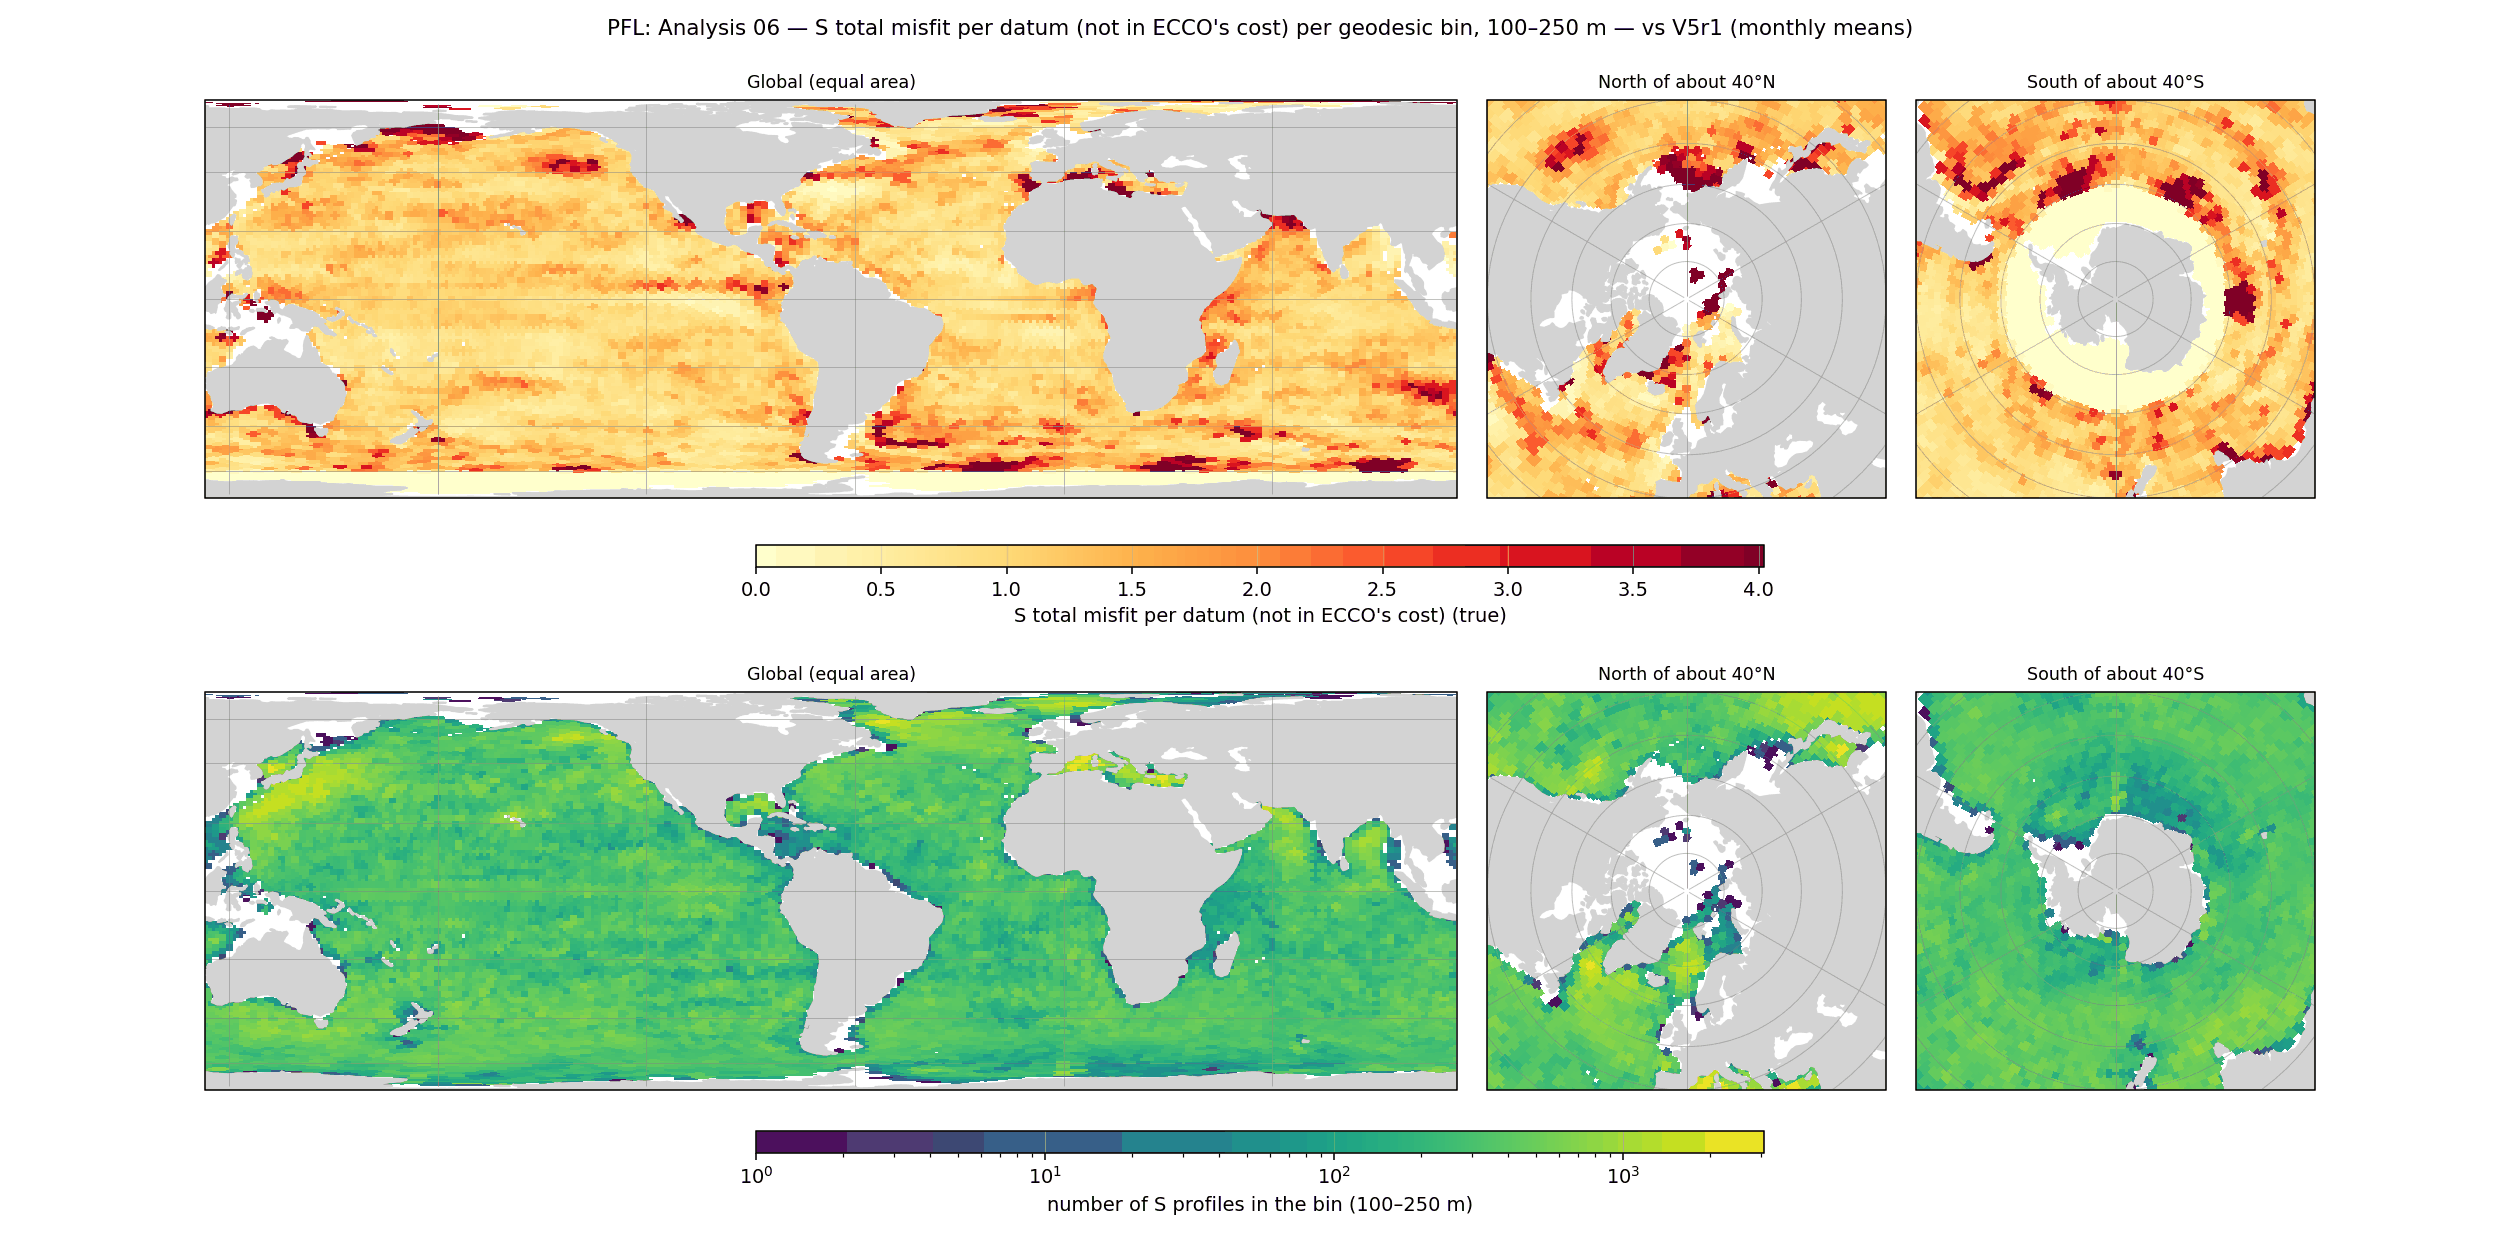 PFL: Analysis 06 — S total misfit per datum (not in ECCO's cost) per geodesic bin, 100–250 m — vs V5r1 (monthly means)
Global (equal area)
North of about 40°N
South of about 40°S
0.0 0.5 1.0 1.5 2.0 2.5 3.0 3.5 4.0
S total misfit per datum (not in ECCO's cost) (true)
Global (equal area)
North of about 40°N
South of about 40°S
10⁰ 10¹ 10² 10³
number of S profiles in the bin (100–250 m)